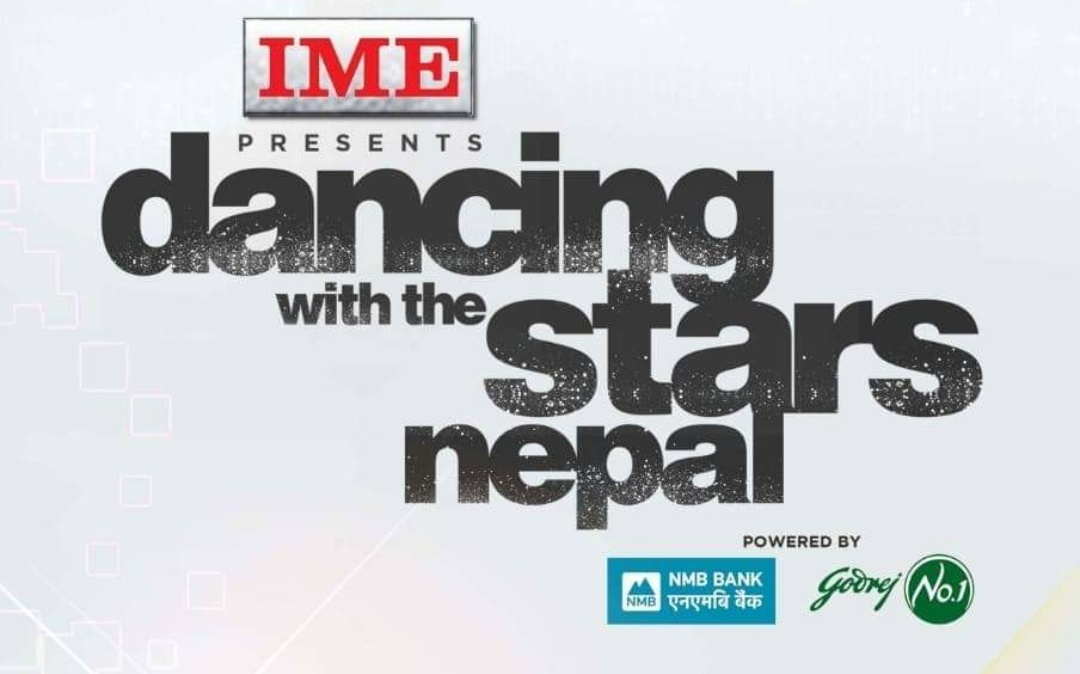 IME
PRESENTS
dancing
with the
stars
nepal
POWERED BY
NMB
NMB BANK
एनएमबि बैंक
Godrej No.1